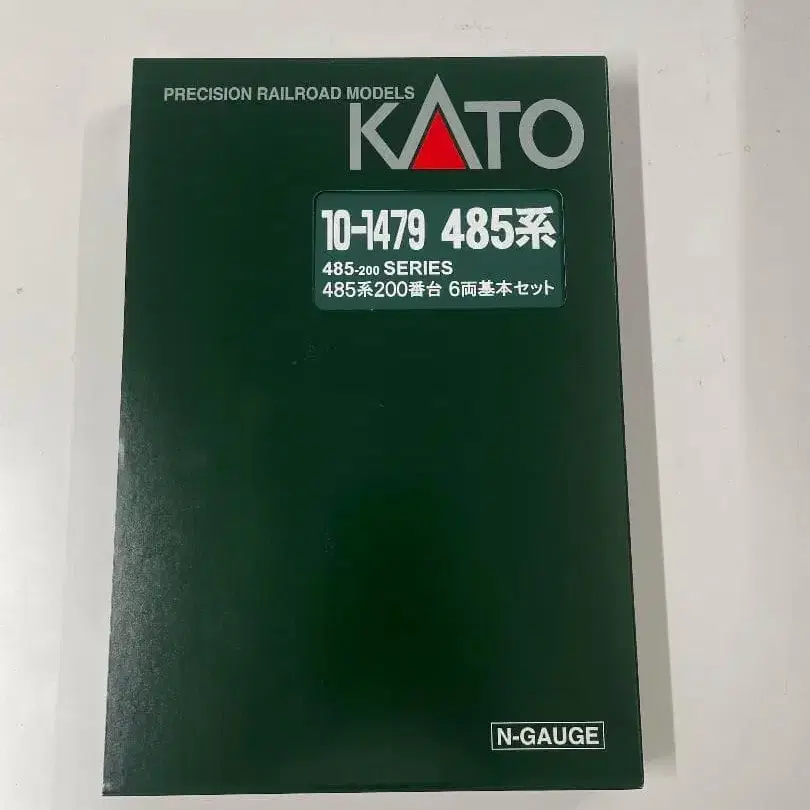 PRECISION RAILROAD MODELS
KATO
10-1479 485系
485-200 SERIES
485系200番台 6両基本セット
N-GAUGE